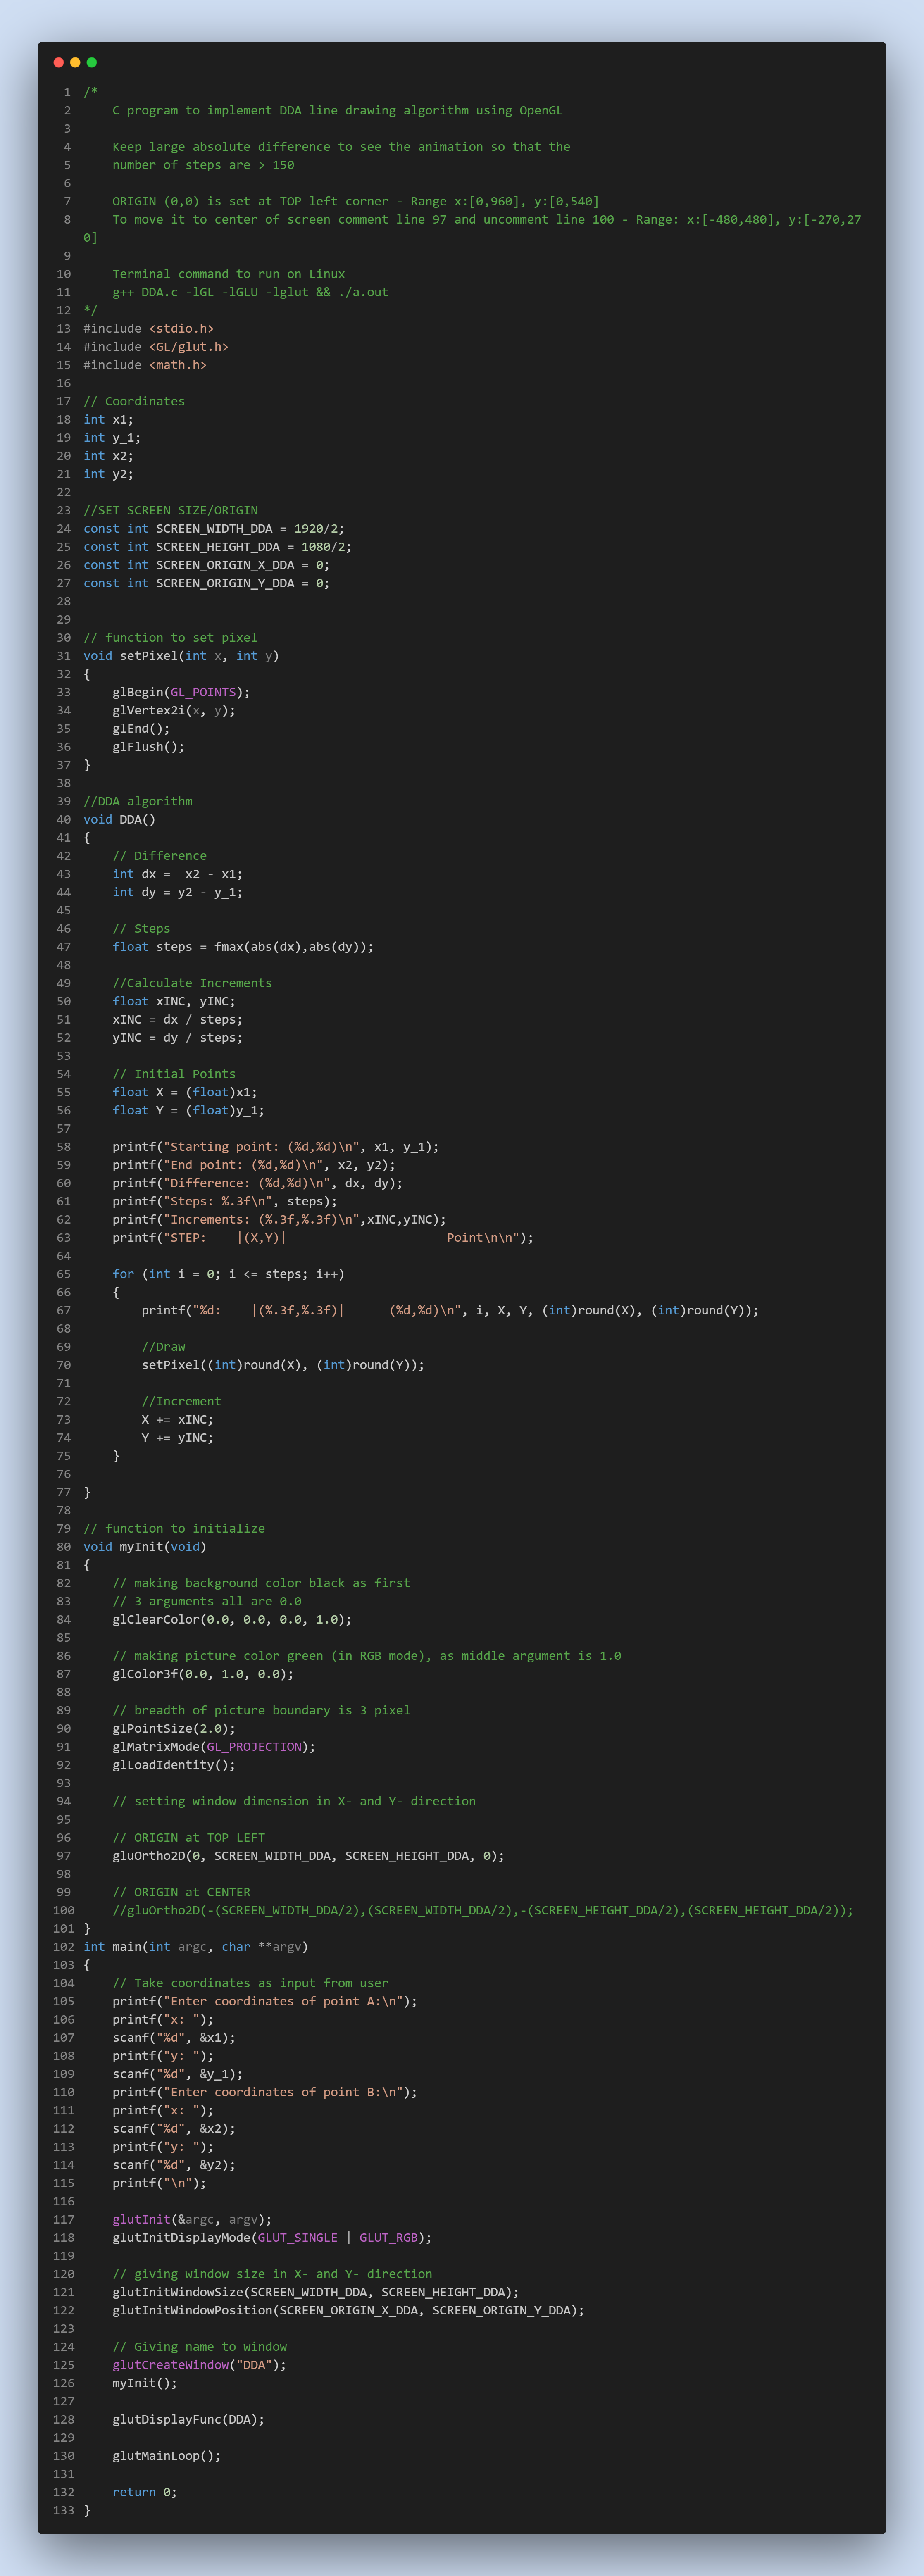 1 /*
2     C program to implement DDA line drawing algorithm using OpenGL
3
4     Keep large absolute difference to see the animation so that the
5     number of steps are > 150
6
7     ORIGIN (0,0) is set at TOP left corner - Range x:[0,960], y:[0,540]
8     To move it to center of screen comment line 97 and uncomment line 100 - Range: x:[-480,480], y:[-270,27
0]
9
10     Terminal command to run on Linux
11     g++ DDA.c -lGL -lGLU -lglut && ./a.out
12 */
13 #include <stdio.h>
14 #include <GL/glut.h>
15 #include <math.h>
16
17 // Coordinates
18 int x1;
19 int y_1;
20 int x2;
21 int y2;
22
23 //SET SCREEN SIZE/ORIGIN
24 const int SCREEN_WIDTH_DDA = 1920/2;
25 const int SCREEN_HEIGHT_DDA = 1080/2;
26 const int SCREEN_ORIGIN_X_DDA = 0;
27 const int SCREEN_ORIGIN_Y_DDA = 0;
28
29
30 // function to set pixel
31 void setPixel(int x, int y)
32 {
33     glBegin(GL_POINTS);
34     glVertex2i(x, y);
35     glEnd();
36     glFlush();
37 }
38
39 //DDA algorithm
40 void DDA()
41 {
42     // Difference
43     int dx =  x2 - x1;
44     int dy = y2 - y_1;
45
46     // Steps
47     float steps = fmax(abs(dx),abs(dy));
48
49     //Calculate Increments
50     float xINC, yINC;
51     xINC = dx / steps;
52     yINC = dy / steps;
53
54     // Initial Points
55     float X = (float)x1;
56     float Y = (float)y_1;
57
58     printf("Starting point: (%d,%d)\n", x1, y_1);
59     printf("End point: (%d,%d)\n", x2, y2);
60     printf("Difference: (%d,%d)\n", dx, dy);
61     printf("Steps: %.3f\n", steps);
62     printf("Increments: (%.3f,%.3f)\n",xINC,yINC);
63     printf("STEP:    |(X,Y)|                      Point\n\n");
64
65     for (int i = 0; i <= steps; i++)
66     {
67         printf("%d:    |(%.3f,%.3f)|      (%d,%d)\n", i, X, Y, (int)round(X), (int)round(Y));
68
69         //Draw
70         setPixel((int)round(X), (int)round(Y));
71
72         //Increment
73         X += xINC;
74         Y += yINC;
75     }
76
77 }
78
79 // function to initialize
80 void myInit(void)
81 {
82     // making background color black as first
83     // 3 arguments all are 0.0
84     glClearColor(0.0, 0.0, 0.0, 1.0);
85
86     // making picture color green (in RGB mode), as middle argument is 1.0
87     glColor3f(0.0, 1.0, 0.0);
88
89     // breadth of picture boundary is 3 pixel
90     glPointSize(2.0);
91     glMatrixMode(GL_PROJECTION);
92     glLoadIdentity();
93
94     // setting window dimension in X- and Y- direction
95
96     // ORIGIN at TOP LEFT
97     gluOrtho2D(0, SCREEN_WIDTH_DDA, SCREEN_HEIGHT_DDA, 0);
98
99     // ORIGIN at CENTER
100     //gluOrtho2D(-(SCREEN_WIDTH_DDA/2),(SCREEN_WIDTH_DDA/2),-(SCREEN_HEIGHT_DDA/2),(SCREEN_HEIGHT_DDA/2));
101 }
102 int main(int argc, char **argv)
103 {
104     // Take coordinates as input from user
105     printf("Enter coordinates of point A:\n");
106     printf("x: ");
107     scanf("%d", &x1);
108     printf("y: ");
109     scanf("%d", &y_1);
110     printf("Enter coordinates of point B:\n");
111     printf("x: ");
112     scanf("%d", &x2);
113     printf("y: ");
114     scanf("%d", &y2);
115     printf("\n");
116
117     glutInit(&argc, argv);
118     glutInitDisplayMode(GLUT_SINGLE | GLUT_RGB);
119
120     // giving window size in X- and Y- direction
121     glutInitWindowSize(SCREEN_WIDTH_DDA, SCREEN_HEIGHT_DDA);
122     glutInitWindowPosition(SCREEN_ORIGIN_X_DDA, SCREEN_ORIGIN_Y_DDA);
123
124     // Giving name to window
125     glutCreateWindow("DDA");
126     myInit();
127
128     glutDisplayFunc(DDA);
129
130     glutMainLoop();
131
132     return 0;
133 }